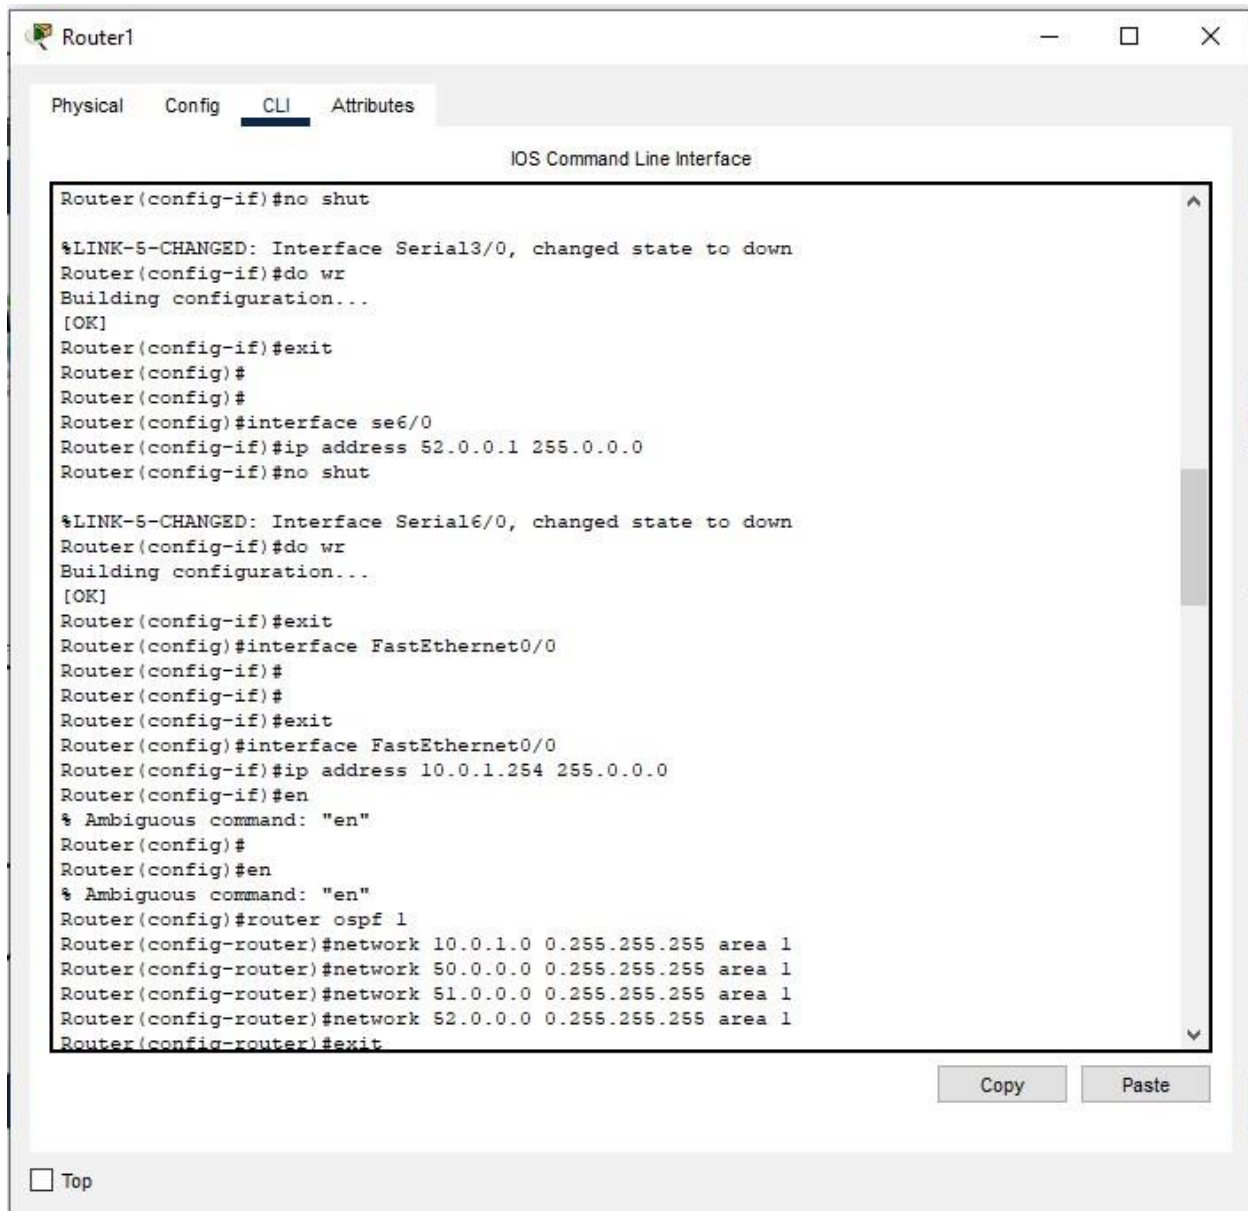 Router1
Physical Config CLI Attributes
IOS Command Line Interface
Router(config-if)#no shut
%LINK-5-CHANGED: Interface Serial3/0, changed state to down
Router(config-if)#do wr
Building configuration...
[OK]
Router(config-if)#exit
Router(config)#
Router(config)#
Router(config)#interface se6/0
Router(config-if)#ip address 52.0.0.1 255.0.0.0
Router(config-if)#no shut
%LINK-5-CHANGED: Interface Serial6/0, changed state to down
Router(config-if)#do wr
Building configuration...
[OK]
Router(config-if)#exit
Router(config)#interface FastEthernet0/0
Router(config-if)#
Router(config-if)#
Router(config-if)#exit
Router(config)#interface FastEthernet0/0
Router(config-if)#ip address 10.0.1.254 255.0.0.0
Router(config-if)#en
% Ambiguous command: "en"
Router(config)#
Router(config)#en
% Ambiguous command: "en"
Router(config)#router ospf 1
Router(config-router)#network 10.0.1.0 0.255.255.255 area 1
Router(config-router)#network 50.0.0.0 0.255.255.255 area 1
Router(config-router)#network 51.0.0.0 0.255.255.255 area 1
Router(config-router)#network 52.0.0.0 0.255.255.255 area 1
Router(config-router)#exit
Copy Paste
Top